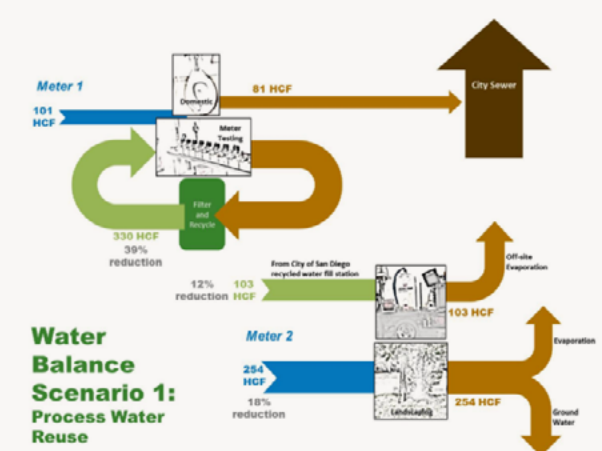 Meter 1
101
HCF
Domestic
81 HCF
City Sewer
Meter
Testing
Filter
and
Recycle
330 HCF
39%
reduction
From City of San Diego
recycled water fill station
12%
reduction
103
HCF
Off-site
Evaporation
103 HCF
Meter 2
254
HCF
18%
reduction
Landscaping
254 HCF
Evaporation
Ground
Water
Water
Balance
Scenario 1:
Process Water
Reuse